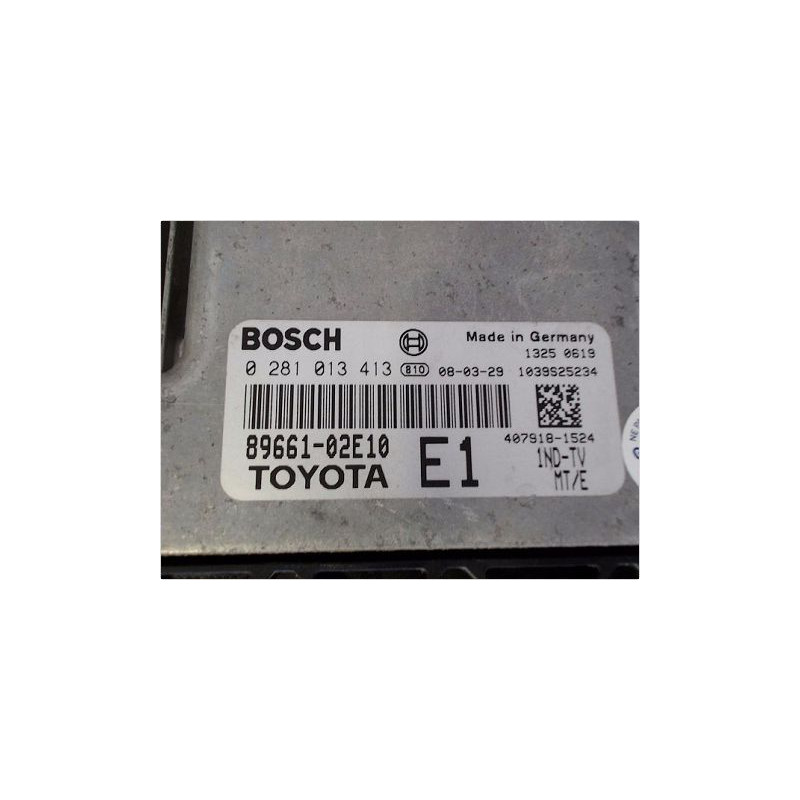 BOSCH Made in Germany
1325 0619
0 281 013 413 810 08-03-29 1039S25234
407918-1524
89661-02E10 E1 1ND-TV
TOYOTA MT/E